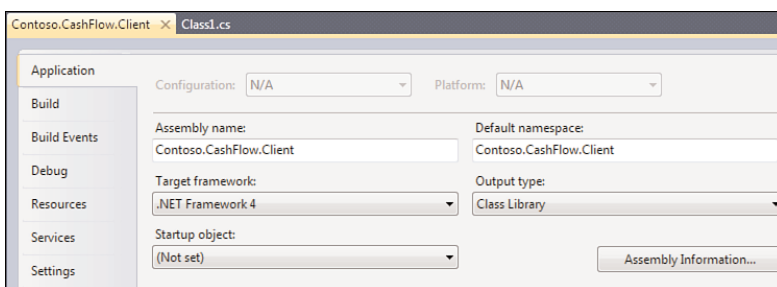 Contoso.CashFlow.Client Class1.cs
Application
Configuration: N/A Platform: N/A
Build
Build Events
Assembly name: Default namespace:
Contoso.CashFlow.Client Contoso.CashFlow.Client
Debug
Target framework: Output type:
Resources
.NET Framework 4 Class Library
Services
Startup object:
(Not set) Assembly Information...
Settings